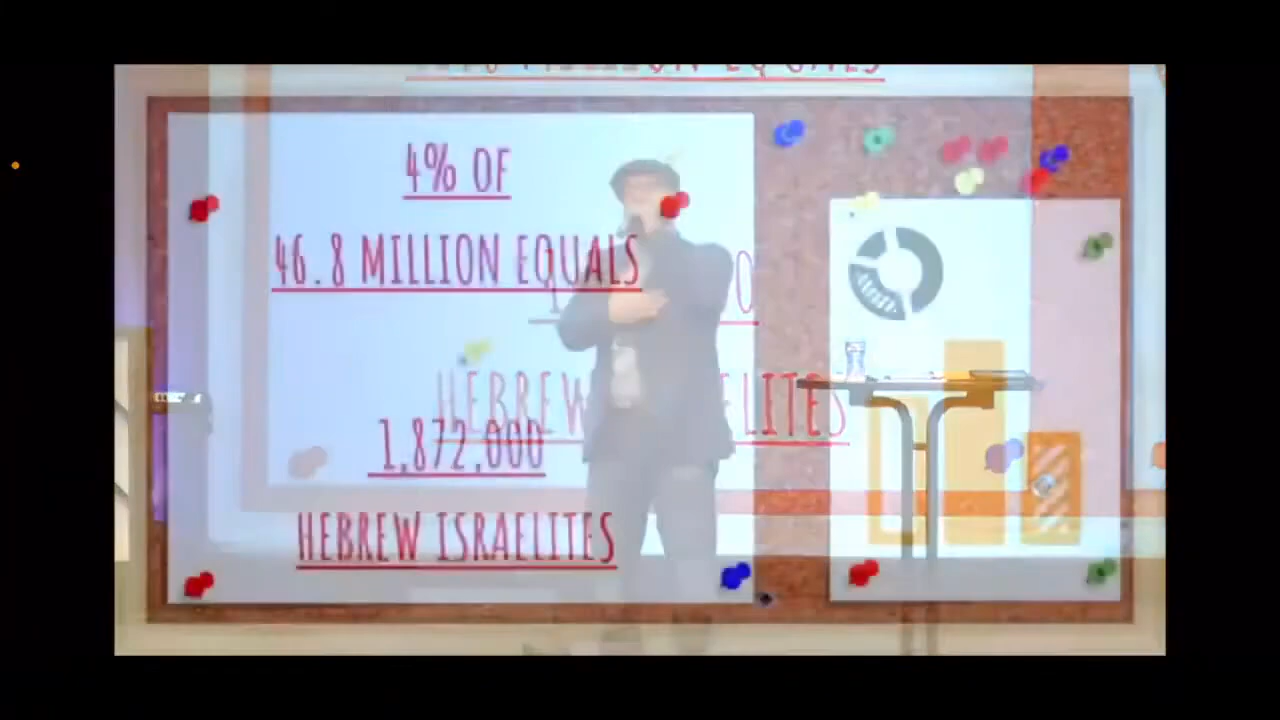 4% OF
46.8 MILLION EQUALS
1,872,000
HEBREW ISRAELITES